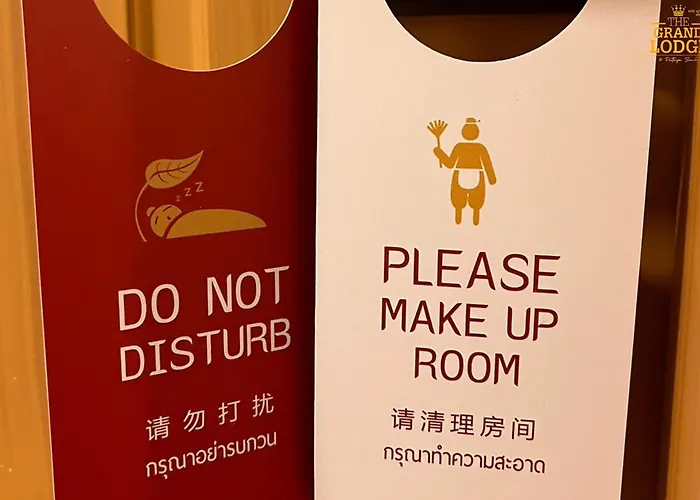 DO NOT
DISTURB
请勿打扰
กรุณาอย่ารบกวน
PLEASE
MAKE UP
ROOM
请清理房间
กรุณาทำความสะอาด
z z z
THE
GRAND
LODGE